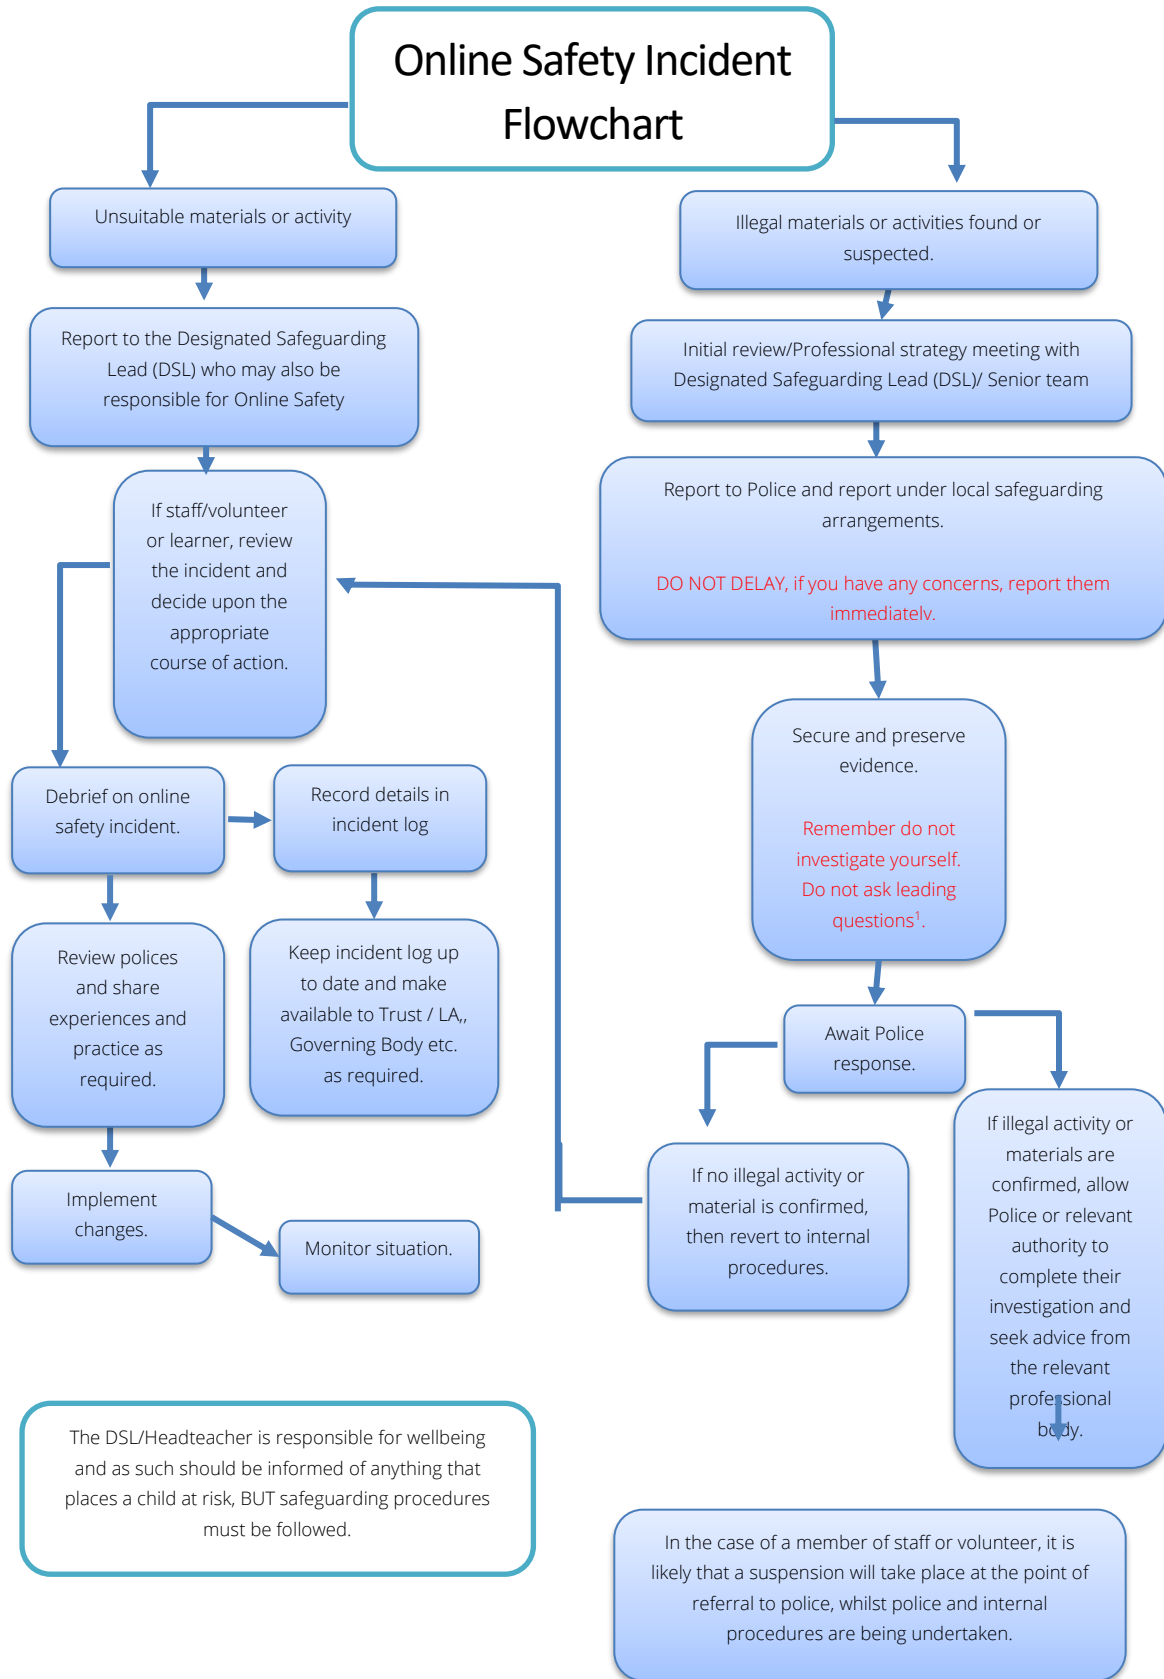 Online Safety Incident
Flowchart
Unsuitable materials or activity
Report to the Designated Safeguarding
Lead (DSL) who may also be
responsible for Online Safety
If staff/volunteer
or learner, review
the incident and
decide upon the
appropriate
course of action.
Debrief on online
safety incident.
Record details in
incident log
Review polices
and share
experiences and
practice as
required.
Keep incident log up
to date and make
available to Trust / LA,,
Governing Body etc.
as required.
Implement
changes.
Monitor situation.
Illegal materials or activities found or
suspected.
Initial review/Professional strategy meeting with
Designated Safeguarding Lead (DSL)/ Senior team
Report to Police and report under local safeguarding
arrangements.
DO NOT DELAY, if you have any concerns, report them
immediately.
Secure and preserve
evidence.
Remember do not
investigate yourself.
Do not ask leading
questions¹.
Await Police
response.
If no illegal activity or
material is confirmed,
then revert to internal
procedures.
If illegal activity or
materials are
confirmed, allow
Police or relevant
authority to
complete their
investigation and
seek advice from
the relevant
professional
body.
The DSL/Headteacher is responsible for wellbeing
and as such should be informed of anything that
places a child at risk, BUT safeguarding procedures
must be followed.
In the case of a member of staff or volunteer, it is
likely that a suspension will take place at the point of
referral to police, whilst police and internal
procedures are being undertaken.